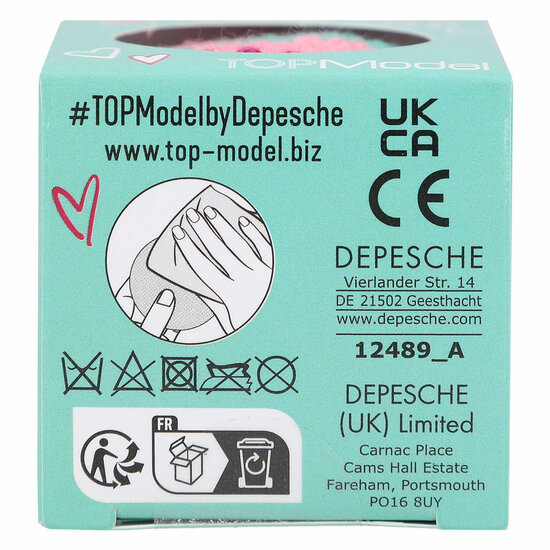 TOPModel
#TOPModelbyDepesche
www.top-model.biz
UK
CA
CE
DEPESCHE
Vierlander Str. 14
DE 21502 Geesthacht
www.depesche.com
12489_A
DEPESCHE
(UK) Limited
Carnac Place
Cams Hall Estate
Fareham, Portsmouth
PO16 8UY
FR